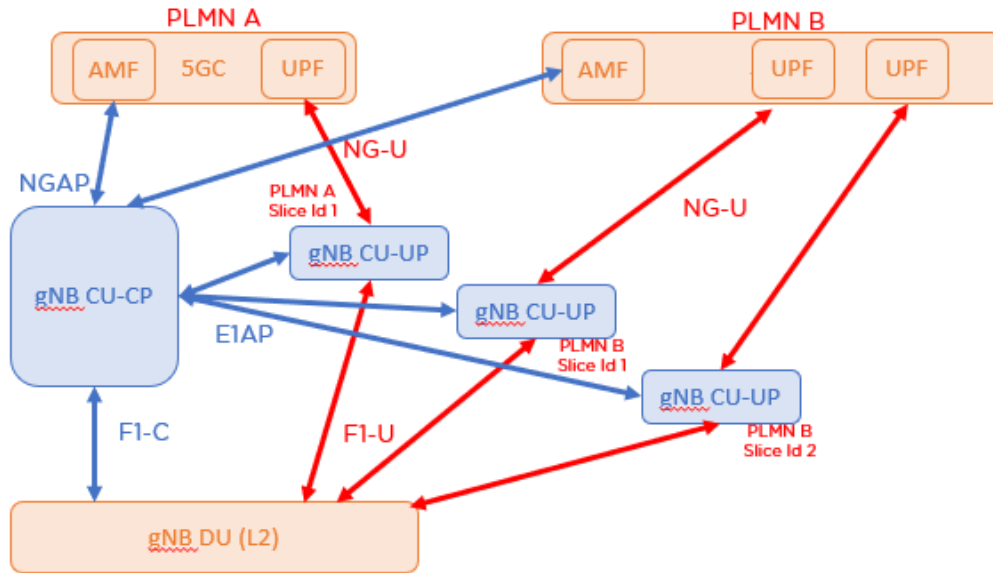 PLMN A
PLMN B
AMF
5GC
UPF
AMF
UPF
UPF
NG-U
NGAP
PLMN A
Slice Id 1
NG-U
gNB CU-UP
gNB CU-CP
gNB CU-UP
E1AP
PLMN B
Slice Id 1
gNB CU-UP
F1-C
F1-U
PLMN B
Slice Id 2
gNB DU (L2)